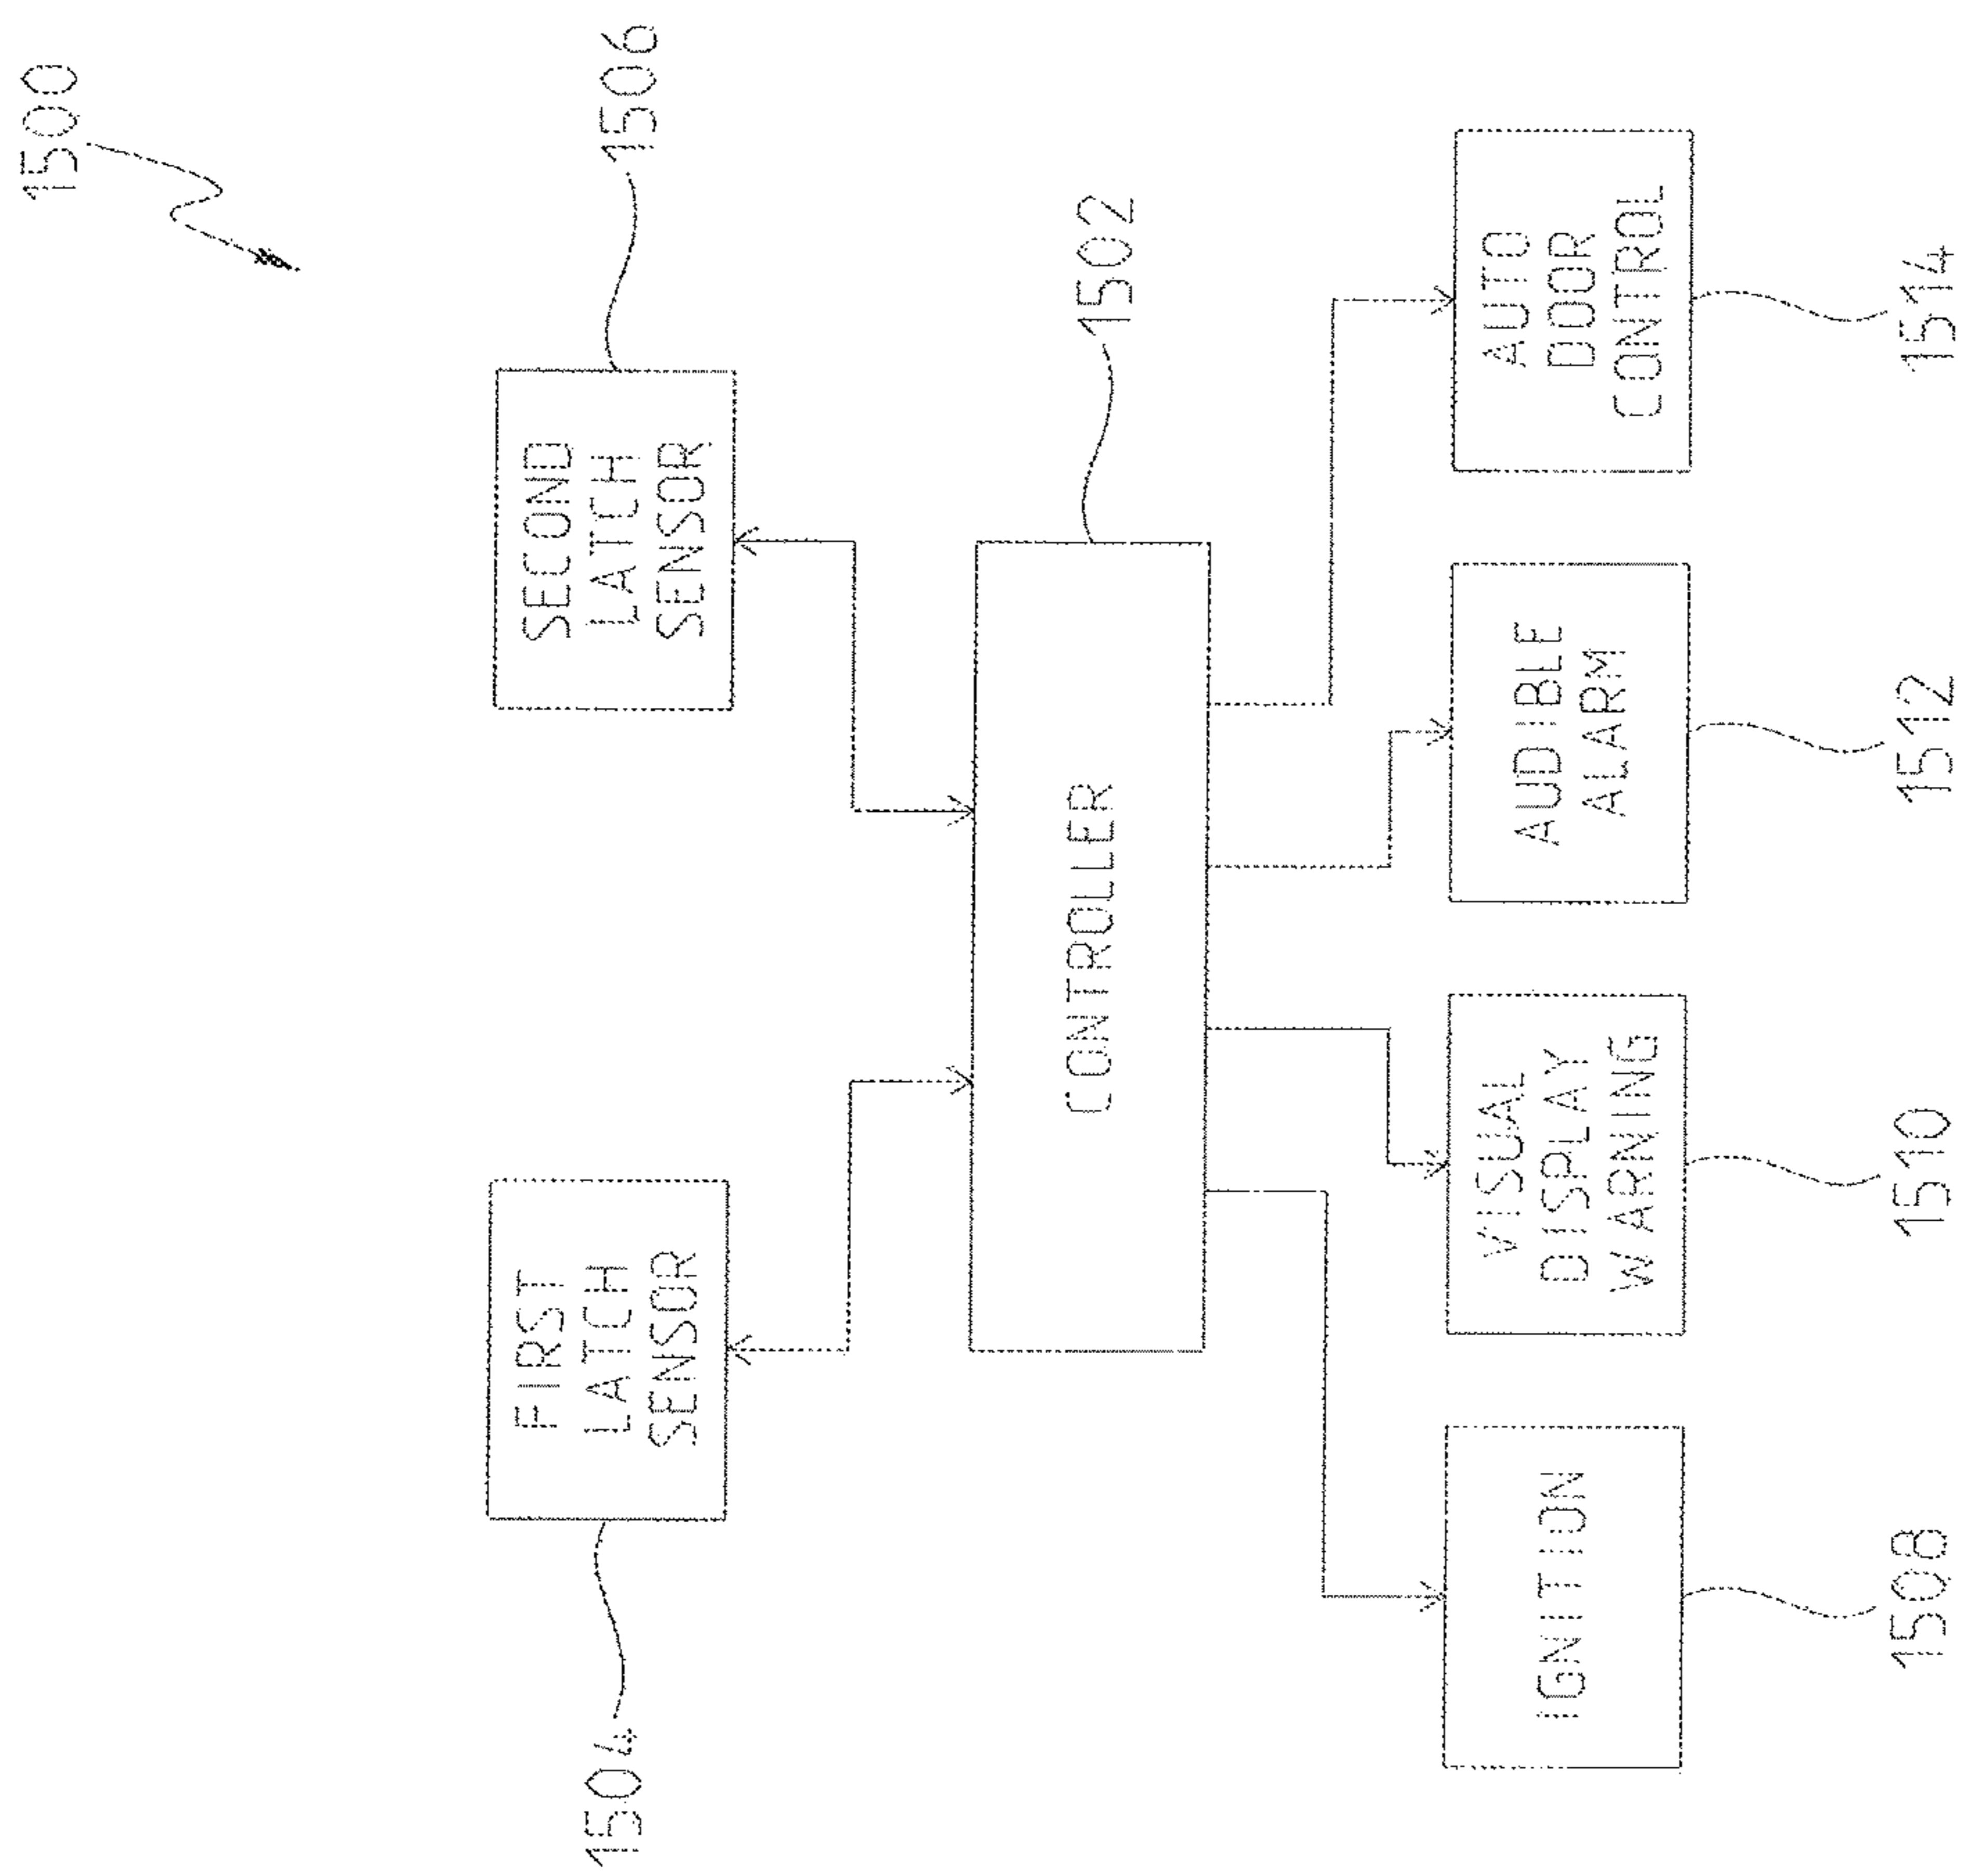 1500
1504
FIRST
LATCH
SENSOR
SECOND
LATCH
SENSOR
1506
CONTROLLER
1502
IGNITION
VISUAL
DISPLAY
WARNING
AUDIBLE
ALARM
AUTO
DOOR
CONTROL
1508
1510
1512
1514